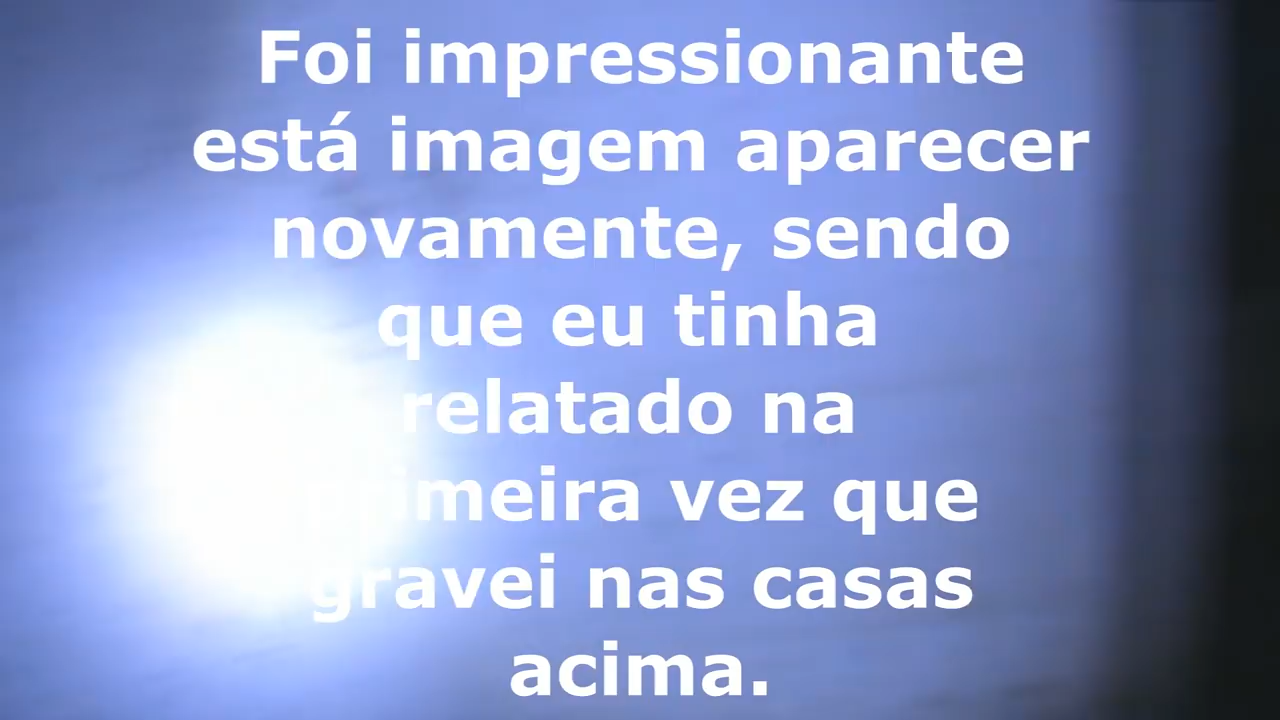 Foi impressionante
está imagem aparecer
novamente, sendo
que eu tinha
relatado na
primeira vez que
gravei nas casas
acima.